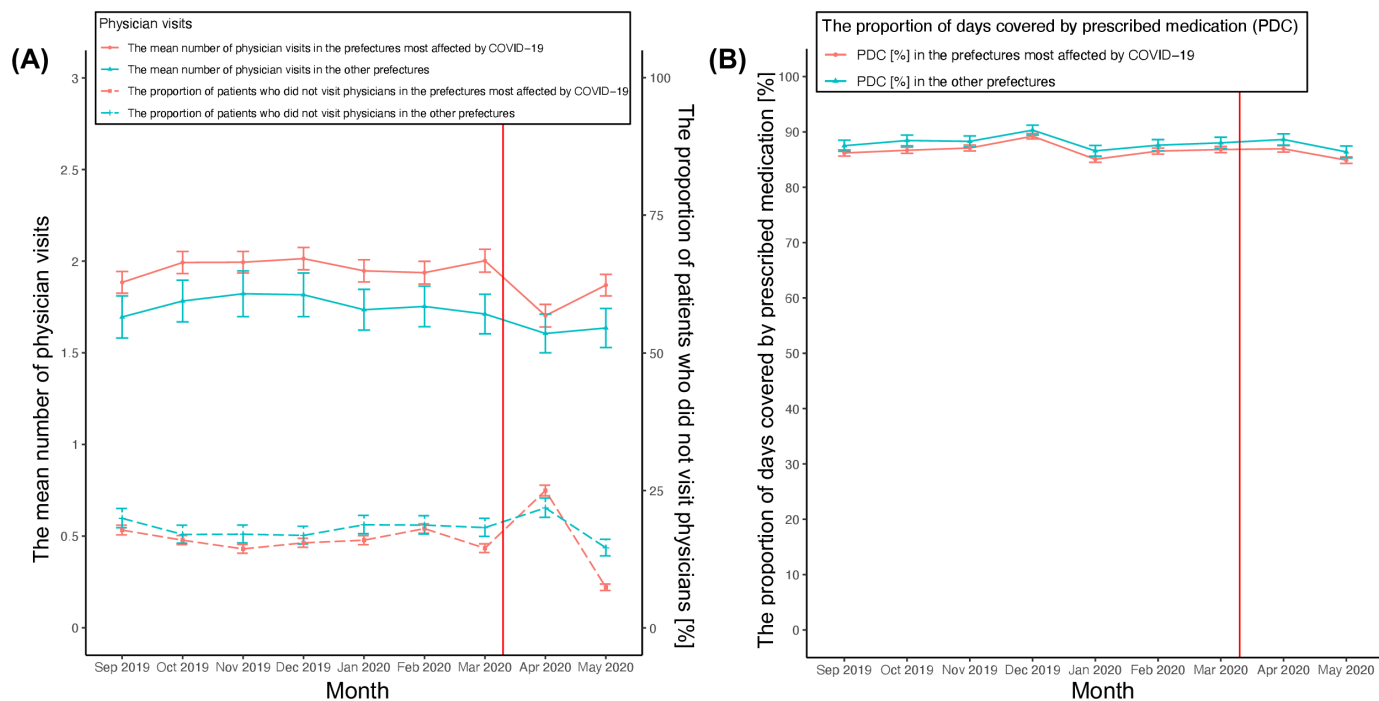 (A)
Physician visits
The mean number of physician visits in the prefectures most affected by COVID−19
The mean number of physician visits in the other prefectures
The proportion of patients who did not visit physicians in the prefectures most affected by COVID−19
The proportion of patients who did not visit physicians in the other prefectures
The mean number of physician visits
3
2.5
2
1.5
1
0.5
0
100
75
50
25
0
The proportion of patients who did not visit physicians [%]
Sep 2019 Oct 2019 Nov 2019 Dec 2019 Jan 2020 Feb 2020 Mar 2020 Apr 2020 May 2020
Month
(B)
The proportion of days covered by prescribed medication (PDC)
PDC [%] in the prefectures most affected by COVID−19
PDC [%] in the other prefectures
The proportion of days covered by prescribed medication [%]
100
90
80
70
60
50
40
30
20
10
0
Sep 2019 Oct 2019 Nov 2019 Dec 2019 Jan 2020 Feb 2020 Mar 2020 Apr 2020 May 2020
Month